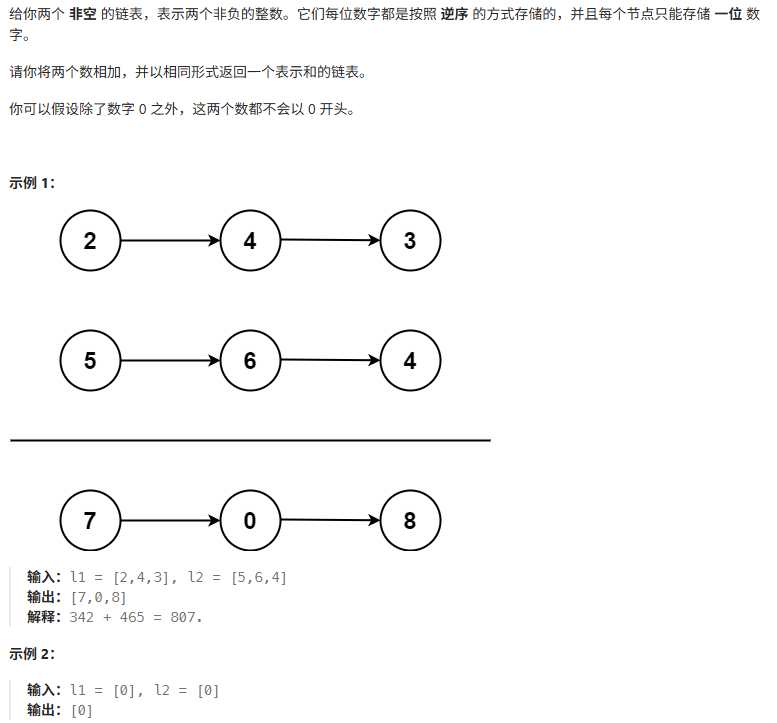 给你两个 非空 的链表，表示两个非负的整数。它们每位数字都是按照 逆序 的方式存储的，并且每个节点只能存储 一位 数
字。
请你将两个数相加，并以相同形式返回一个表示和的链表。
你可以假设除了数字 0 之外，这两个数都不会以 0 开头。
示例 1：
2 4 3
5 6 4
7 0 8
输入：l1 = [2,4,3], l2 = [5,6,4]
输出：[7,0,8]
解释：342 + 465 = 807.
示例 2：
输入：l1 = [0], l2 = [0]
输出：[0]